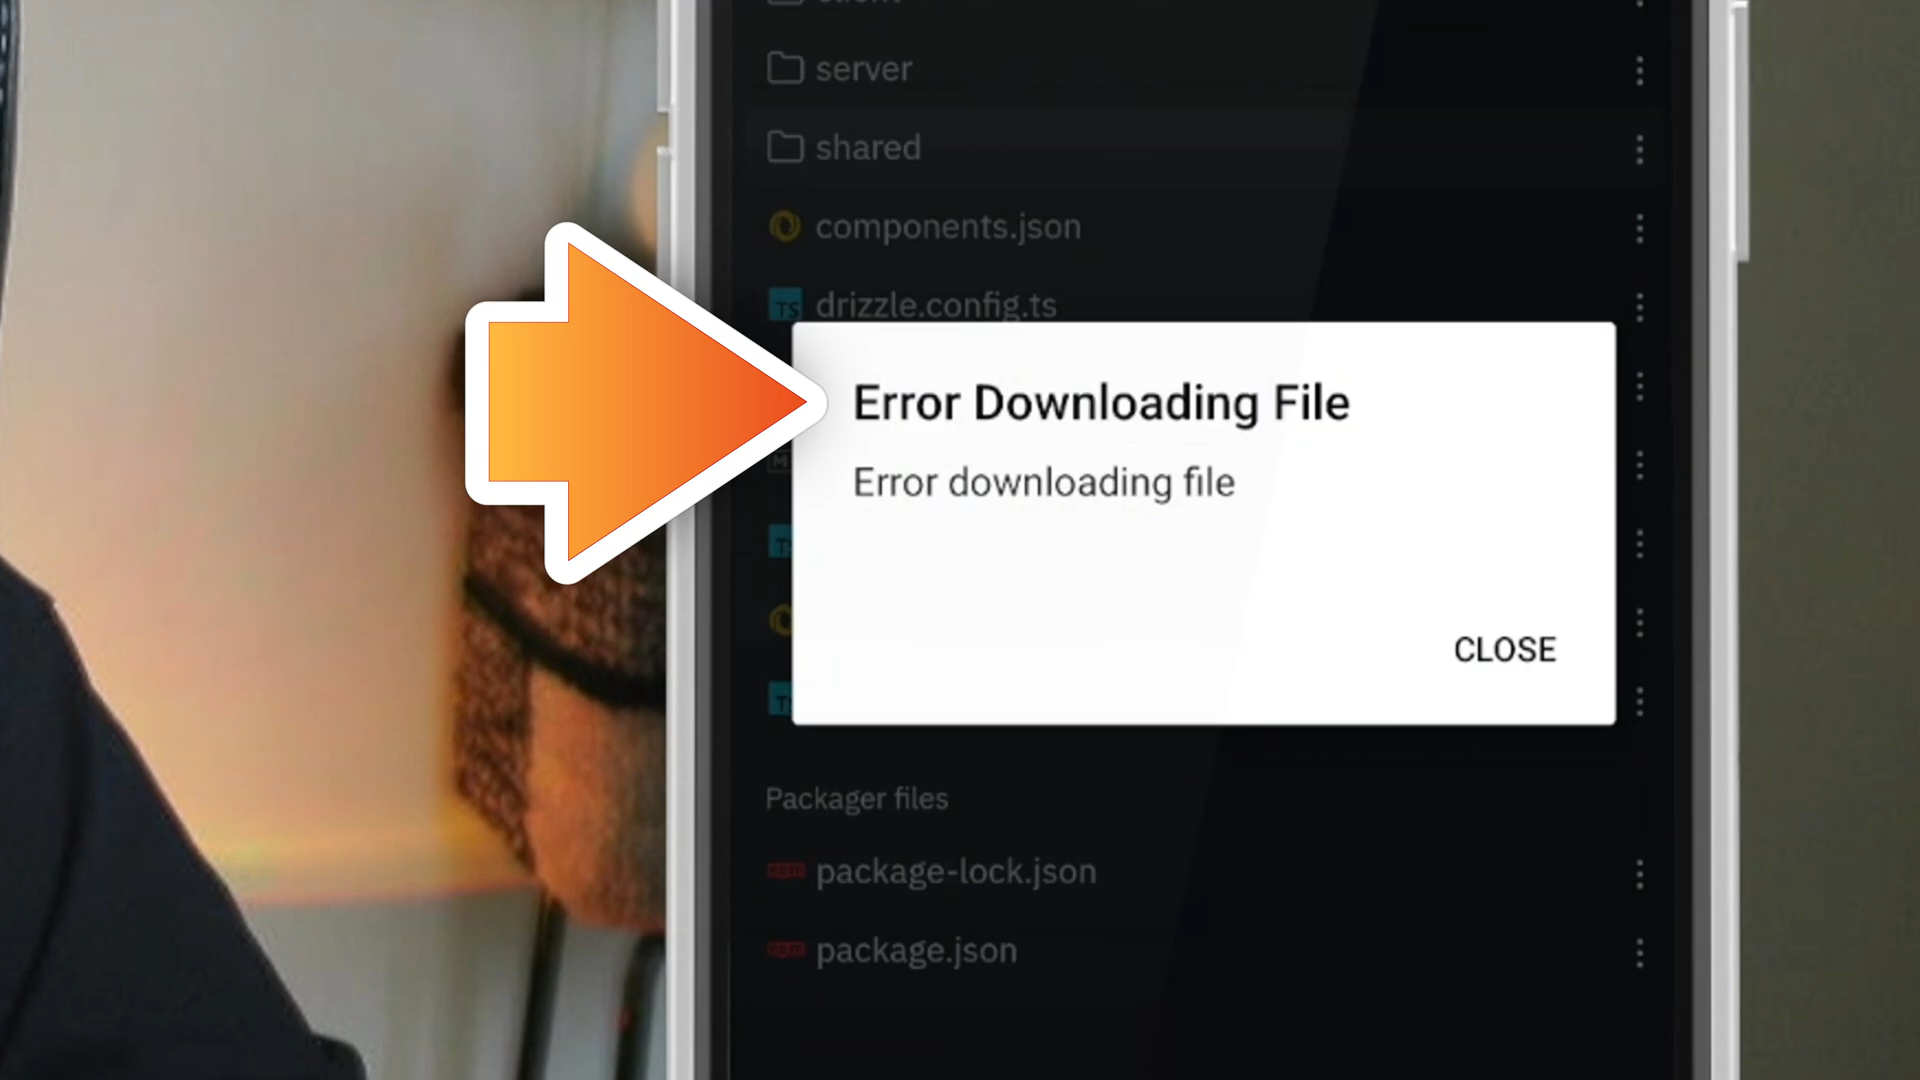 server
shared
components.json
TS drizzle.config.ts
Error Downloading File
Error downloading file
CLOSE
Packager files
package-lock.json
package.json